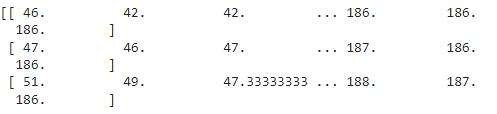 [[ 46.          42.          42.         ... 186.         186.
  186.        ]
 [ 47.          46.          47.         ... 187.         186.
  186.        ]
 [ 51.          49.          47.33333333 ... 188.         187.
  186.        ]